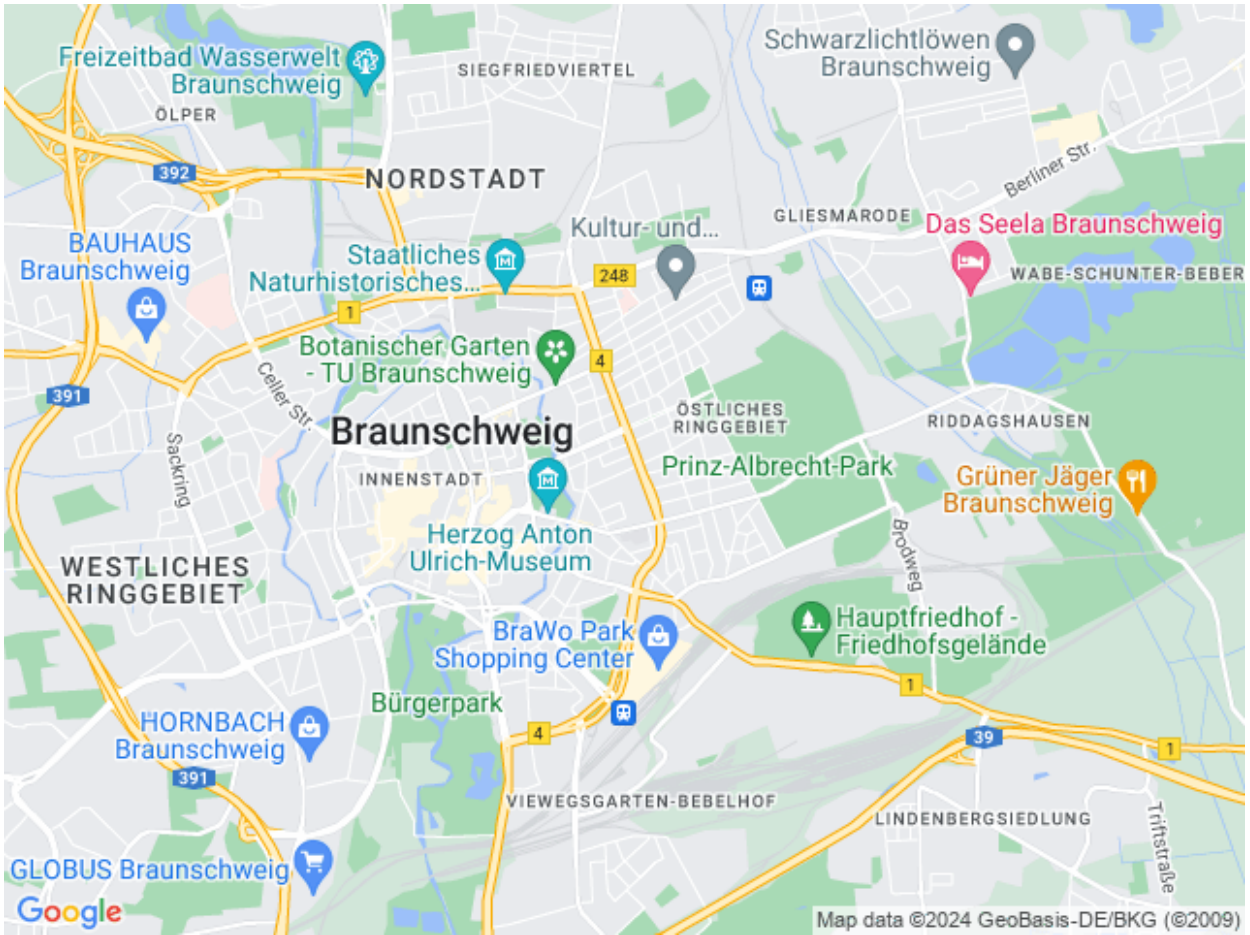 Freizeitbad Wasserwelt
Braunschweig
SIEGFRIEDVIERTEL
Schwarzlichtlöwen
Braunschweig
ÖLPER
392
NORDSTADT
Berliner Str.
GLIESMARODE
Kultur- und...
Das Seela Braunschweig
BAUHAUS
Braunschweig
Staatliches
Naturhistorisches...
248
WABE-SCHUNTER-BEBER
1
Botanischer Garten
- TU Braunschweig
4
391
Celler Str.
ÖSTLICHES
RINGGEBIET
RIDDAGSHAUSEN
Braunschweig
Sackring
INNENSTADT
Prinz-Albrecht-Park
Grüner Jäger
Braunschweig
Herzog Anton
Ulrich-Museum
Brodweg
WESTLICHES
RINGGEBIET
BraWo Park
Shopping Center
Hauptfriedhof -
Friedhofsgelände
1
Bürgerpark
HORNBACH
Braunschweig
4
39
1
391
VIEWEGSGARTEN-BEBELHOF
LINDENBERGSIEDLUNG
Triftstraße
GLOBUS Braunschweig
Google
Map data ©2024 GeoBasis-DE/BKG (©2009)